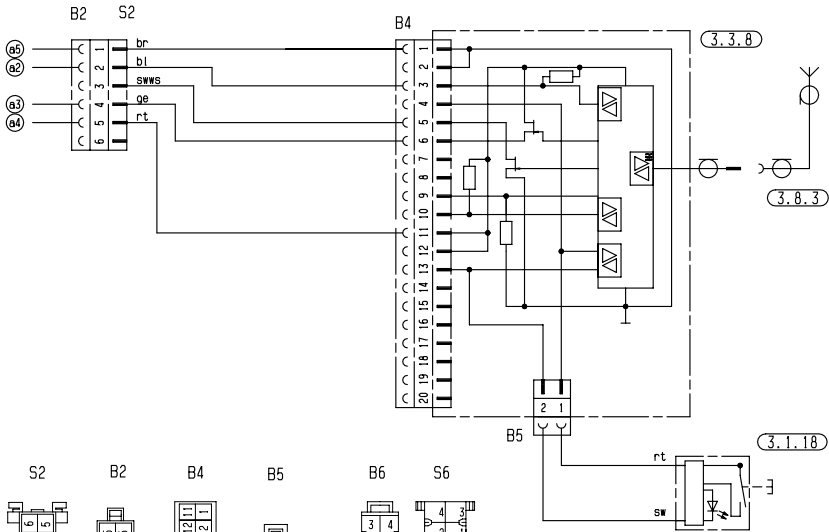 B2 S2
B4
3.3.8
a5 1 br 1
a2 2 bl 2
3 swws 3
a3 4 ge 4
a4 5 rt 5
6 6
7
8
3.8.3
9
10
11
12
13
14
15
16
17
18
19
20
2 1
B5
3.1.18
rt
sw
S2 B2 B4 B5 B6 S6
6 5
11 1
12 2
3 4
4 3